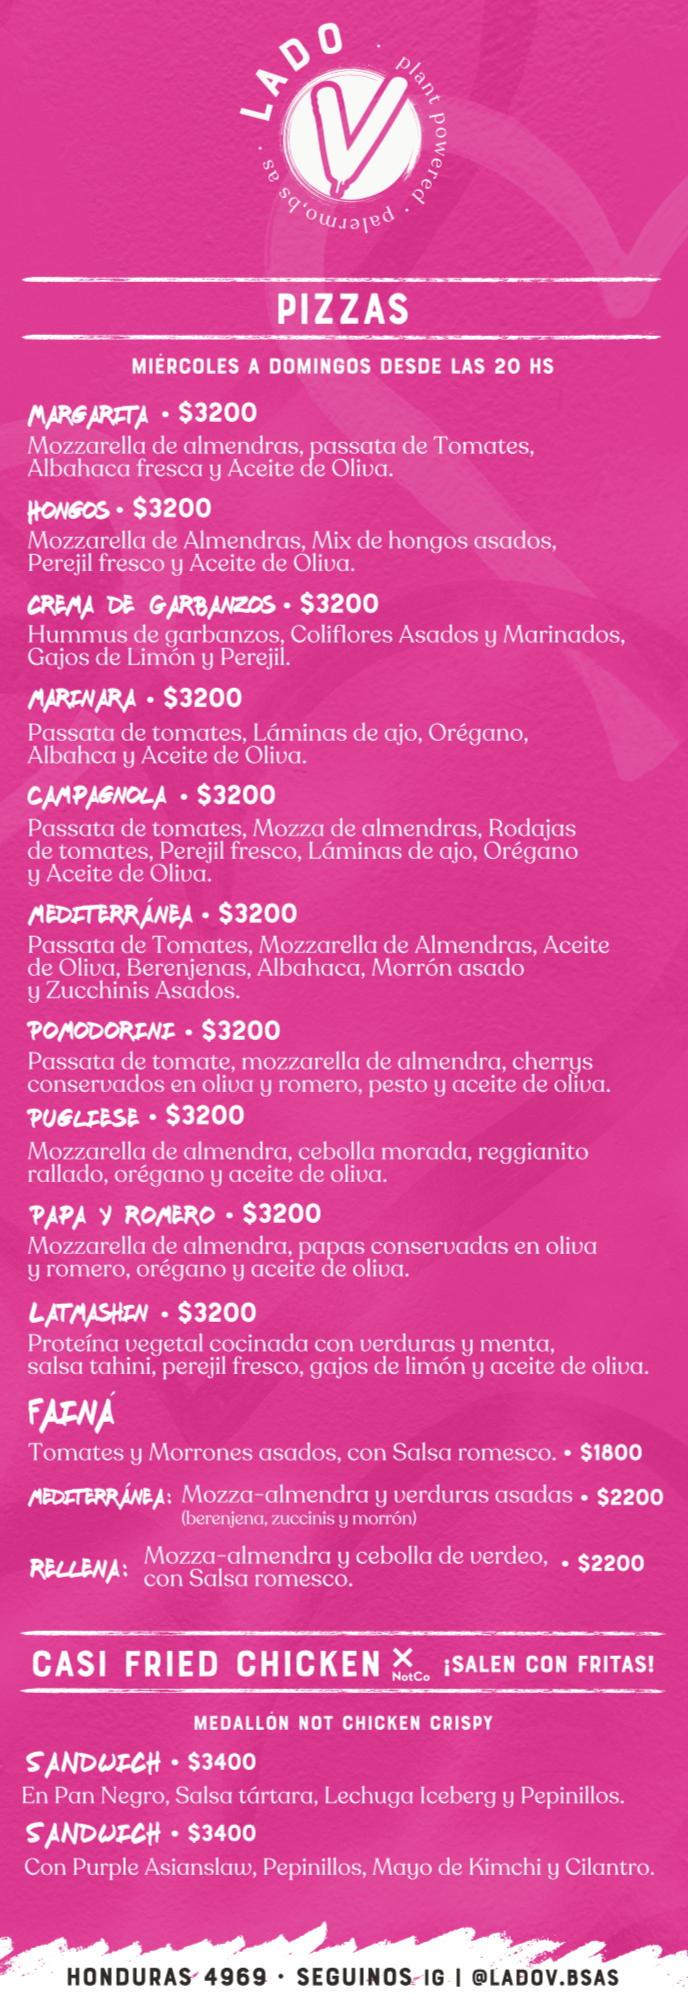 LADO
V
· plant powered · palermo, bs as ·
PIZZAS
MIÉRCOLES A DOMINGOS DESDE LAS 20 HS
MARGARITA • $3200
Mozzarella de almendras, passata de Tomates,
Albahaca fresca y Aceite de Oliva.
HONGOS • $3200
Mozzarella de Almendras, Mix de hongos asados,
Perejil fresco y Aceite de Oliva.
CREMA DE GARBANZOS • $3200
Hummus de garbanzos, Coliflores Asados y Marinados,
Gajos de Limón y Perejil.
MARINARA • $3200
Passata de tomates, Láminas de ajo, Orégano,
Albahca y Aceite de Oliva.
CAMPAGNOLA • $3200
Passata de tomates, Mozza de almendras, Rodajas
de tomates, Perejil fresco, Láminas de ajo, Orégano
y Aceite de Oliva.
MEDITERRÁNEA • $3200
Passata de Tomates, Mozzarella de Almendras, Aceite
de Oliva, Berenjenas, Albahaca, Morrón asado
y Zucchinis Asados.
POMODORINI • $3200
Passata de tomate, mozzarella de almendra, cherrys
conservados en oliva y romero, pesto y aceite de oliva.
PUGLIESE • $3200
Mozzarella de almendra, cebolla morada, reggianito
rallado, orégano y aceite de oliva.
PAPA Y ROMERO • $3200
Mozzarella de almendra, papas conservadas en oliva
y romero, orégano y aceite de oliva.
LATMASHIN • $3200
Proteína vegetal cocinada con verduras y menta,
salsa tahini, perejil fresco, gajos de limón y aceite de oliva.
FAINÁ
Tomates y Morrones asados, con Salsa romesco. • $1800
MEDITERRÁNEA: Mozza-almendra y verduras asadas • $2200
(berenjena, zuccinis y morrón)
RELLENA: Mozza-almendra y cebolla de verdeo, • $2200
con Salsa romesco.
CASI FRIED CHICKEN X NotCo ¡SALEN CON FRITAS!
MEDALLÓN NOT CHICKEN CRISPY
SANDWICH • $3400
En Pan Negro, Salsa tártara, Lechuga Iceberg y Pepinillos.
SANDWICH • $3400
Con Purple Asianslaw, Pepinillos, Mayo de Kimchi y Cilantro.
HONDURAS 4969 • SEGUINOS IG | @LADOV.BSAS